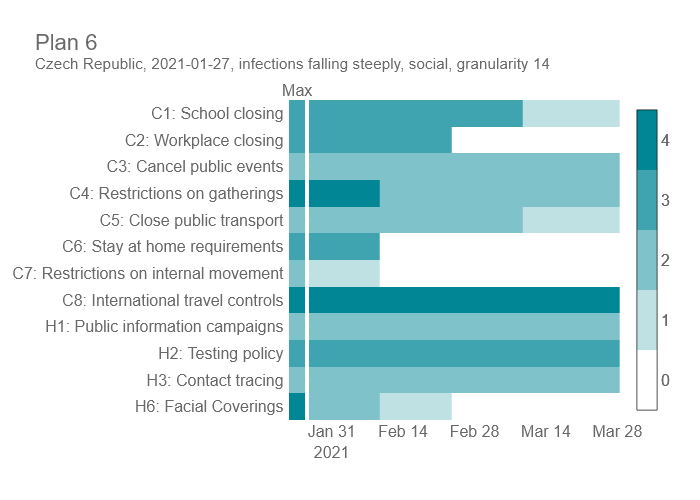 Plan 6
Czech Republic, 2021-01-27, infections falling steeply, social, granularity 14
Max
C1: School closing
C2: Workplace closing
C3: Cancel public events
C4: Restrictions on gatherings
C5: Close public transport
C6: Stay at home requirements
C7: Restrictions on internal movement
C8: International travel controls
H1: Public information campaigns
H2: Testing policy
H3: Contact tracing
H6: Facial Coverings
Jan 31 Feb 14 Feb 28 Mar 14 Mar 28
2021
4
3
2
1
0